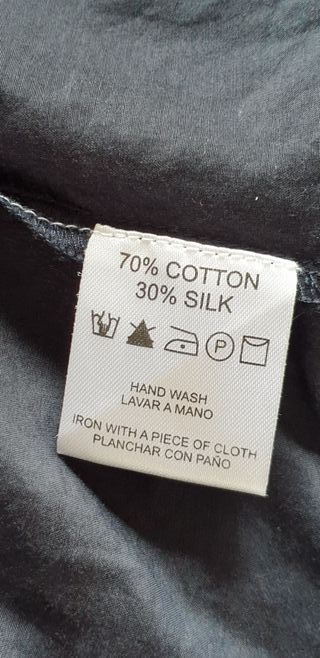 70% COTTON
30% SILK
P
HAND WASH
LAVAR A MANO
IRON WITH A PIECE OF CLOTH
PLANCHAR CON PAÑO